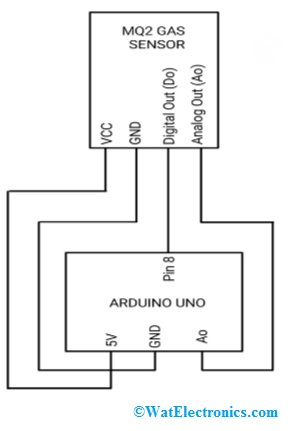 MQ2 GAS
SENSOR
VCC
GND
Digital Out (Do)
Analog Out (Ao)
Pin 8
ARDUINO UNO
5V
GND
Ao
©WatElectronics.com